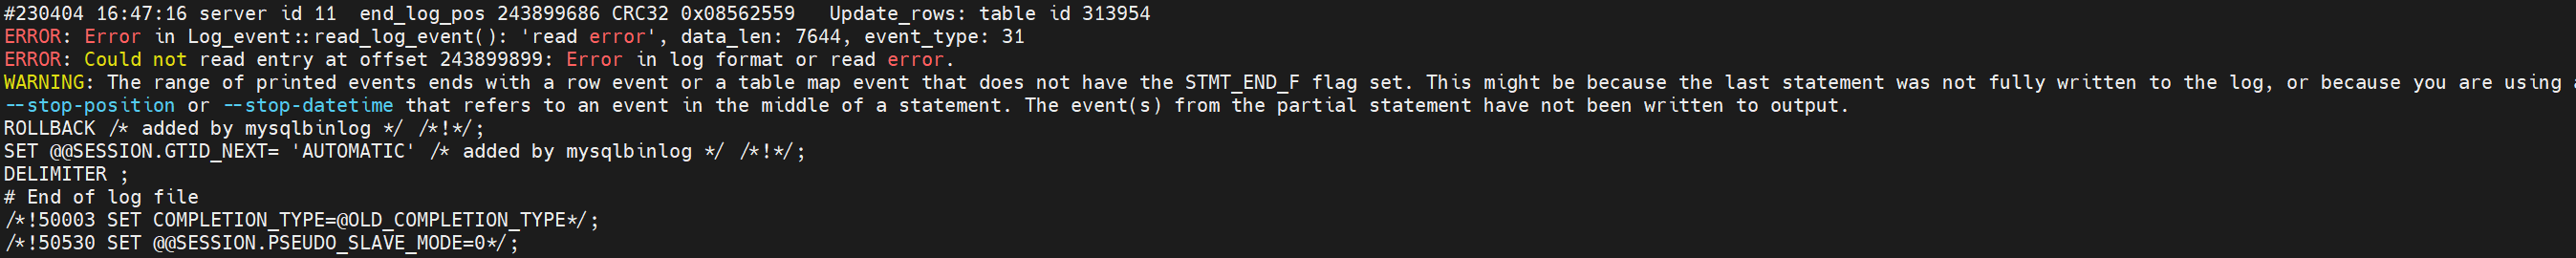 #230404 16:47:16 server id 11  end_log_pos 243899686 CRC32 0x08562559   Update_rows: table id 313954
ERROR: Error in Log_event::read_log_event(): 'read error', data_len: 7644, event_type: 31
ERROR: Could not read entry at offset 243899899: Error in log format or read error.
WARNING: The range of printed events ends with a row event or a table map event that does not have the STMT_END_F flag set. This might be because the last statement was not fully written to the log, or because you are using a
--stop-position or --stop-datetime that refers to an event in the middle of a statement. The event(s) from the partial statement have not been written to output.
ROLLBACK /* added by mysqlbinlog */ /*!*/;
SET @@SESSION.GTID_NEXT= 'AUTOMATIC' /* added by mysqlbinlog */ /*!*/;
DELIMITER ;
# End of log file
/*!50003 SET COMPLETION_TYPE=@OLD_COMPLETION_TYPE*/;
/*!50530 SET @@SESSION.PSEUDO_SLAVE_MODE=0*/;